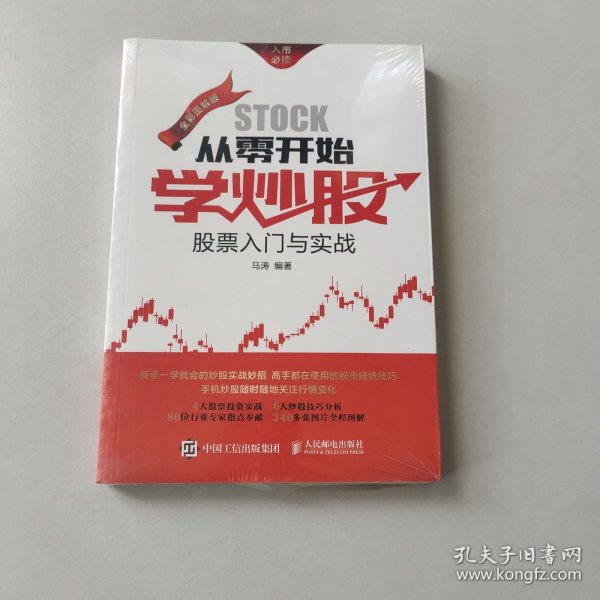 入市
必读
全彩图解版
STOCK
从零开始
学炒股
股票入门与实战
马涛 编著
新手一学就会的炒股实战妙招 高手都在使用的股市赚钱技巧
手机炒股随时随地关注行情变化
4大股票投资实战 6大炒股技巧分析
80位行业专家指点奉献 340多张图片全程图解
中国工信出版集团 人民邮电出版社
孔夫子旧书网
www.kongfz.com